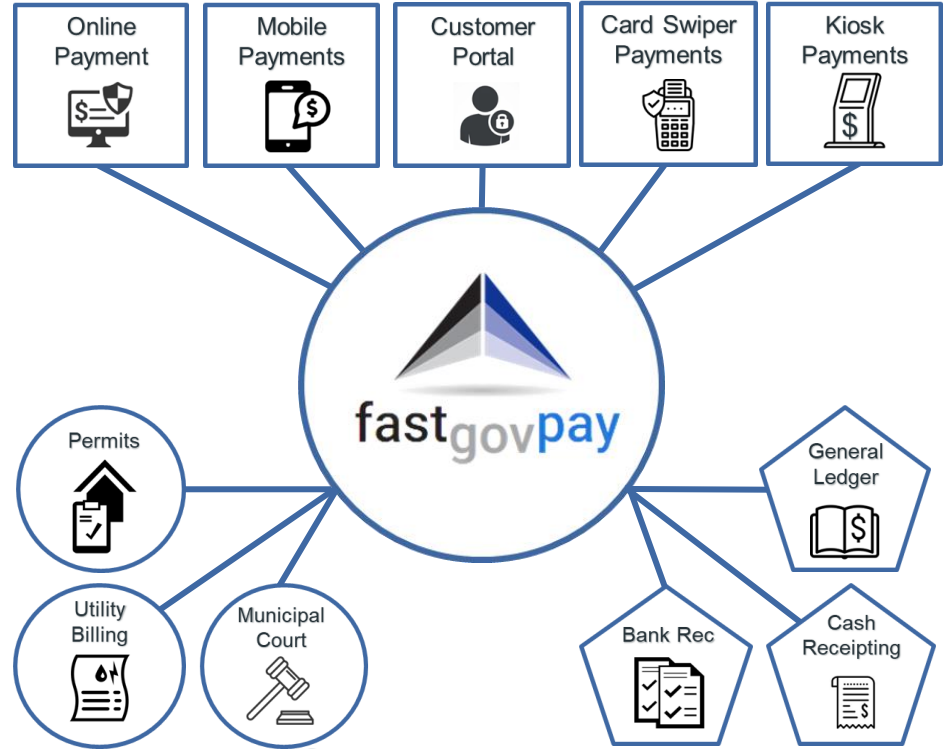 Online
Payment
$
Mobile
Payments
$
Customer
Portal
Card Swiper
Payments
Kiosk
Payments
$
fastgovpay
Permits
General
Ledger
$
Utility
Billing
Municipal
Court
Bank Rec
Cash
Receipting
$